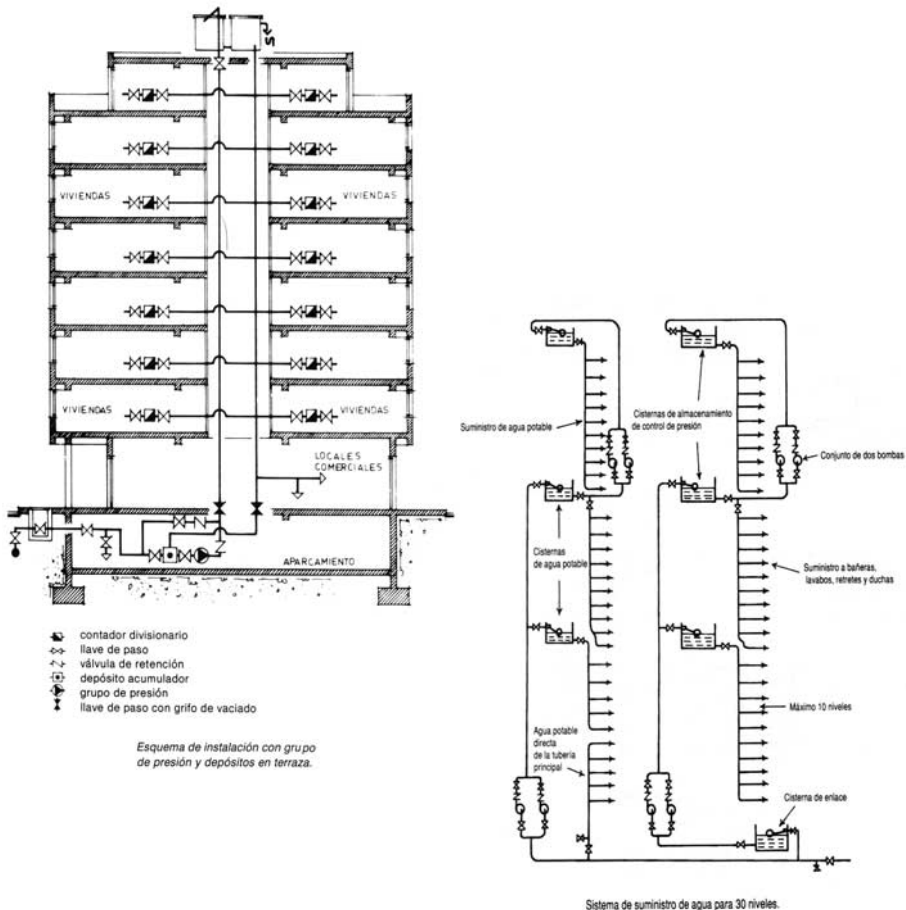 VIVIENDAS
VIVIENDAS
VIVIENDAS
VIVIENDAS
LOCALES
COMERCIALES
APARCAMIENTO
contador divisionario
llave de paso
válvula de retención
depósito acumulador
grupo de presión
llave de paso con grifo de vaciado
Esquema de instalación con grupo
de presión y depósitos en terraza.
Suministro de agua potable
Cisternas de almacenamiento
de control de presión
Conjunto de dos bombas
Cisternas
de agua potable
Suministro a bañeras,
lavabos, retretes y duchas
Máximo 10 niveles
Agua potable
directa
de la tubería
principal
Cisterna de enlace
Sistema de suministro de agua para 30 niveles.